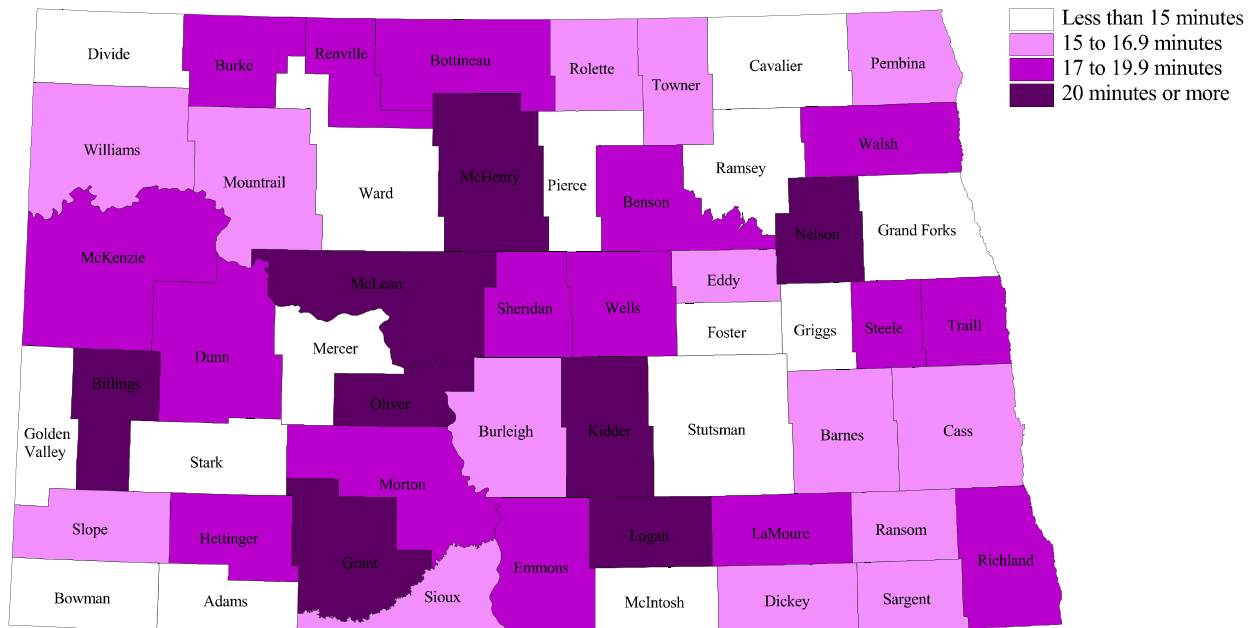 Less than 15 minutes
15 to 16.9 minutes
17 to 19.9 minutes
20 minutes or more
Divide
Burke
Renville
Bottineau
Rolette
Towner
Cavalier
Pembina
Williams
Mountrail
Ward
McHenry
Pierce
Benson
Ramsey
Walsh
Nelson
Grand Forks
McKenzie
McLean
Sheridan
Wells
Eddy
Foster
Griggs
Steele
Traill
Dunn
Mercer
Billings
Oliver
Golden
Valley
Stark
Burleigh
Kidder
Stutsman
Barnes
Cass
Morton
Slope
Hettinger
Grant
Emmons
Logan
LaMoure
Ransom
Richland
Bowman
Adams
Sioux
McIntosh
Dickey
Sargent